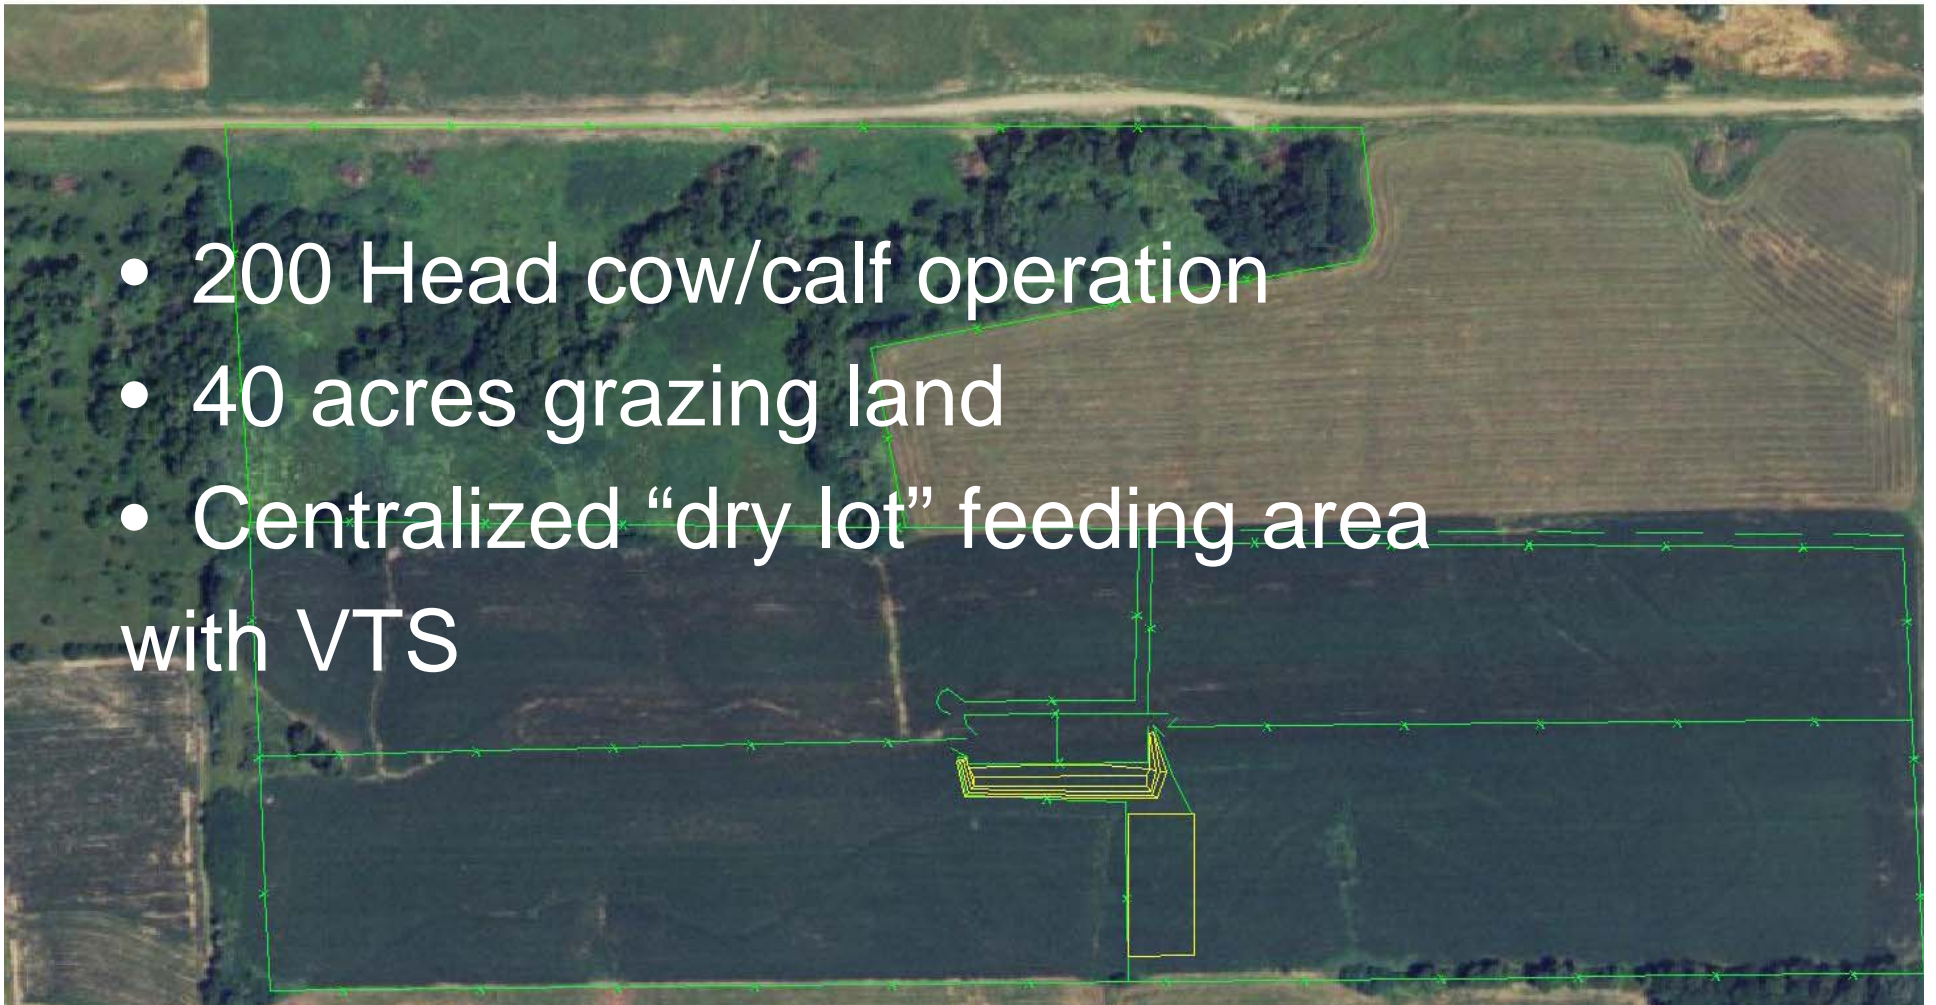 • 200 Head cow/calf operation
• 40 acres grazing land
• Centralized “dry lot” feeding area
with VTS